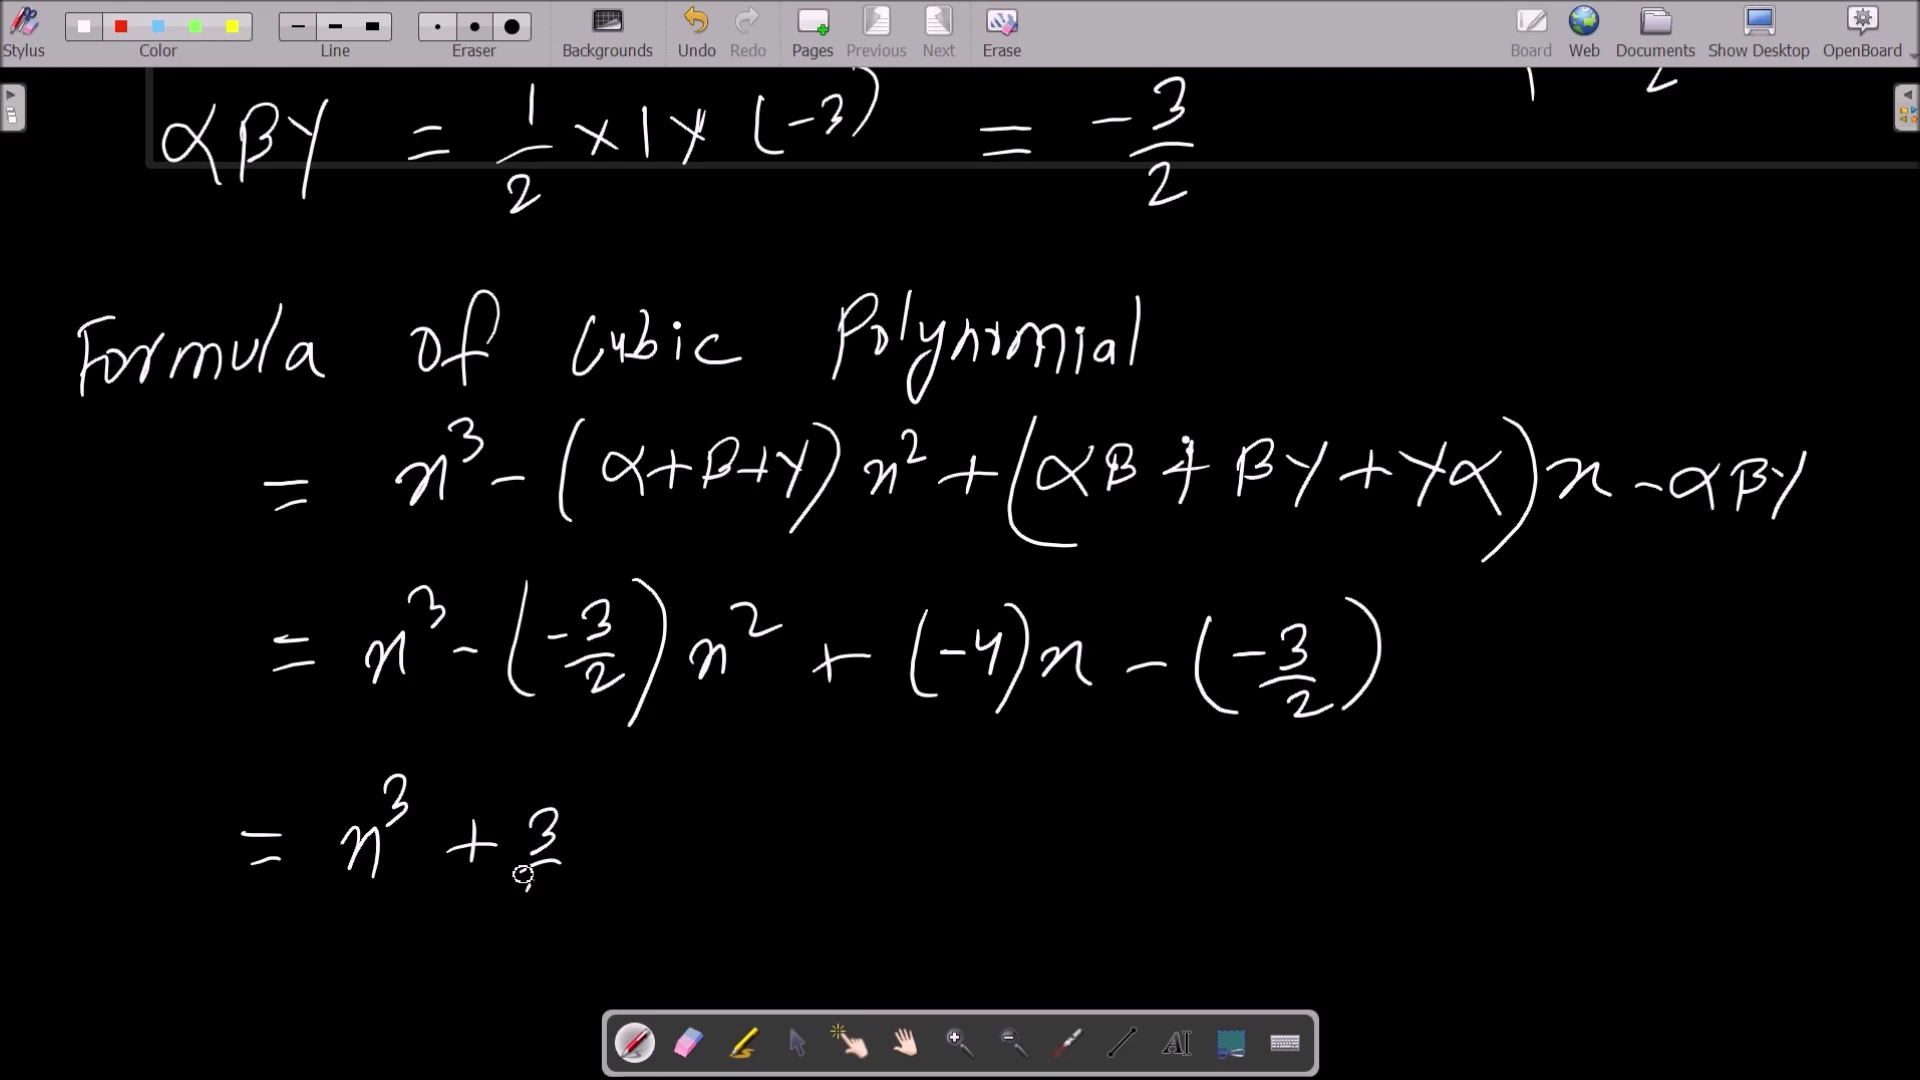 Stylus Color Line Eraser Backgrounds Undo Redo Pages Previous Next Erase Board Web Documents Show Desktop OpenBoard
αβγ = 1/2 × 1 × (-3) = -3/2
Formula of Cubic Polynomial
= x³ - (α+β+γ)x² + (αβ + βγ + γα)x - αβγ
= x³ - (-3/2)x² + (-4)x - (-3/2)
= x³ + 3/
AI